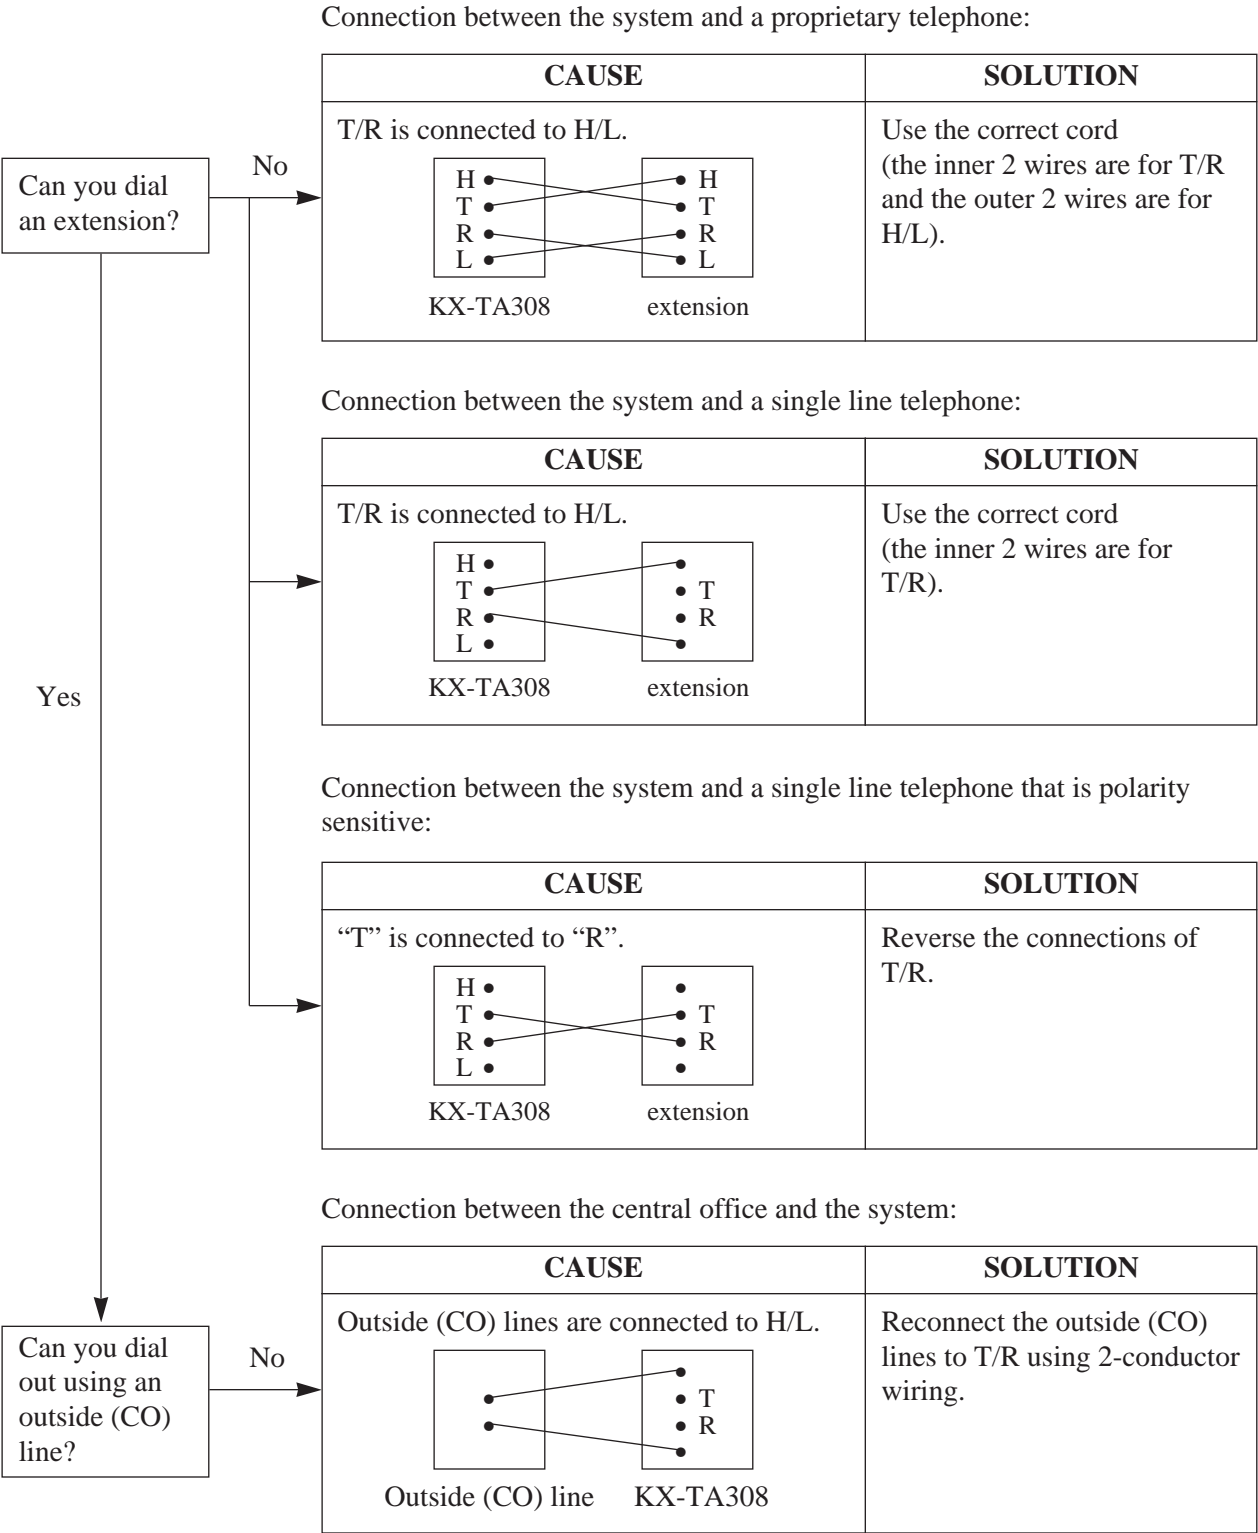 Connection between the system and a proprietary telephone:
CAUSE
SOLUTION
T/R is connected to H/L.
H
T
R
L
H
T
R
L
KX-TA308
extension
Use the correct cord
(the inner 2 wires are for T/R
and the outer 2 wires are for
H/L).
Can you dial
an extension?
No
Connection between the system and a single line telephone:
CAUSE
SOLUTION
T/R is connected to H/L.
H
T
R
L
T
R
KX-TA308
extension
Use the correct cord
(the inner 2 wires are for
T/R).
Yes
Connection between the system and a single line telephone that is polarity
sensitive:
CAUSE
SOLUTION
“T” is connected to “R”.
H
T
R
L
T
R
KX-TA308
extension
Reverse the connections of
T/R.
Connection between the central office and the system:
CAUSE
SOLUTION
Can you dial
out using an
outside (CO)
line?
No
Outside (CO) lines are connected to H/L.
T
R
Outside (CO) line
KX-TA308
Reconnect the outside (CO)
lines to T/R using 2-conductor
wiring.